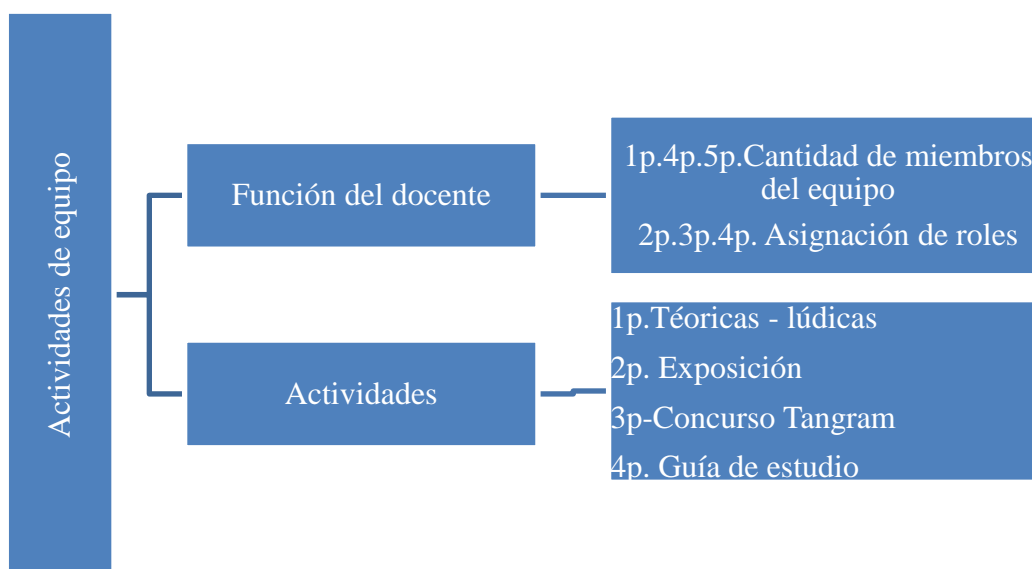 Actividades de equipo
Función del docente
1p.4p.5p.Cantidad de miembros
del equipo
2p.3p.4p. Asignación de roles
Actividades
1p.Téoricas - lúdicas
2p. Exposición
3p-Concurso Tangram
4p. Guía de estudio